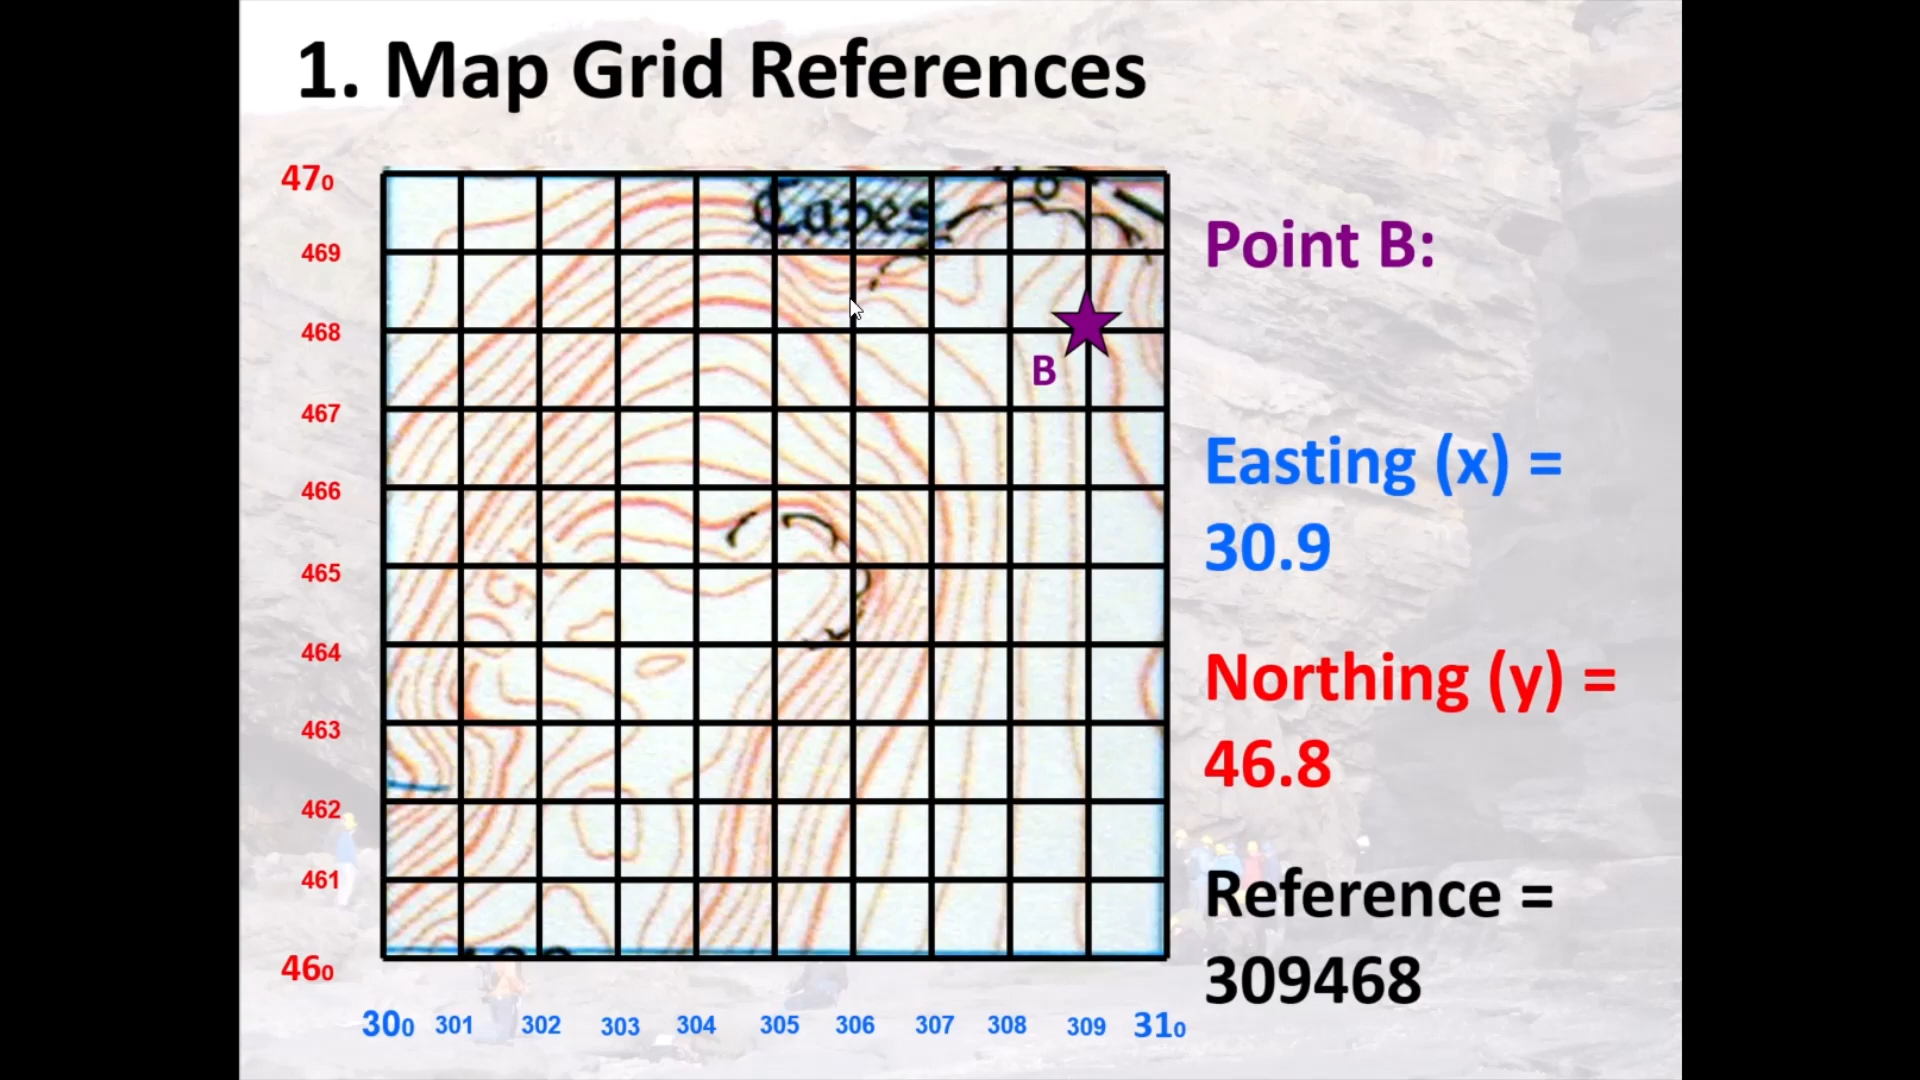 1. Map Grid References
470
469
468
467
466
465
464
463
462
461
460
Caves
B
300 301 302 303 304 305 306 307 308 309 310
Point B:
Easting (x) =
30.9
Northing (y) =
46.8
Reference =
309468